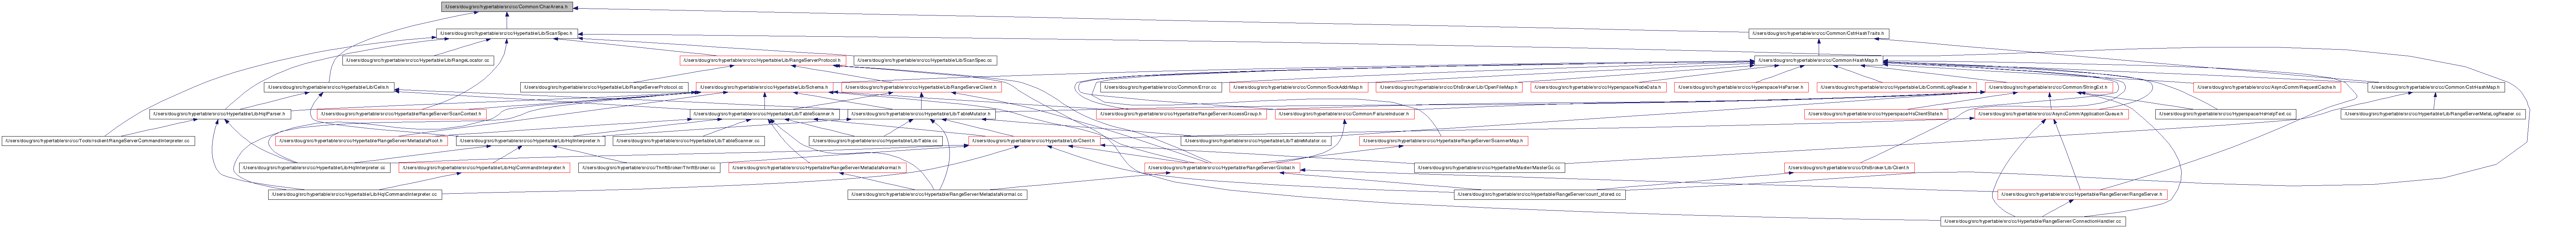 /Users/doug/src/hypertable/src/cc/Common/CharArena.h
/Users/doug/src/hypertable/src/cc/Hypertable/Lib/ScanSpec.h
/Users/doug/src/hypertable/src/cc/Common/CstrHashTraits.h
/Users/doug/src/hypertable/src/cc/Hypertable/Lib/RangeLocator.cc
/Users/doug/src/hypertable/src/cc/Hypertable/Lib/RangeServerProtocol.h
/Users/doug/src/hypertable/src/cc/Hypertable/Lib/ScanSpec.cc
/Users/doug/src/hypertable/src/cc/Common/HashMap.h
/Users/doug/src/hypertable/src/cc/Hypertable/Lib/Cells.h
/Users/doug/src/hypertable/src/cc/Hypertable/Lib/RangeServerProtocol.cc
/Users/doug/src/hypertable/src/cc/Hypertable/Lib/Schema.h
/Users/doug/src/hypertable/src/cc/Hypertable/Lib/RangeServerClient.h
/Users/doug/src/hypertable/src/cc/Common/Error.cc
/Users/doug/src/hypertable/src/cc/Common/SockAddrMap.h
/Users/doug/src/hypertable/src/cc/DfsBroker/Lib/OpenFileMap.h
/Users/doug/src/hypertable/src/cc/Hyperspace/NodeData.h
/Users/doug/src/hypertable/src/cc/Hyperspace/HsParser.h
/Users/doug/src/hypertable/src/cc/Hypertable/Lib/CommitLogReader.h
/Users/doug/src/hypertable/src/cc/Common/StringExt.h
/Users/doug/src/hypertable/src/cc/AsyncComm/RequestCache.h
/Users/doug/src/hypertable/src/cc/Common/CstrHashMap.h
/Users/doug/src/hypertable/src/cc/Hypertable/Lib/HqlParser.h
/Users/doug/src/hypertable/src/cc/Hypertable/RangeServer/ScanContext.h
/Users/doug/src/hypertable/src/cc/Hypertable/Lib/TableScanner.h
/Users/doug/src/hypertable/src/cc/Hypertable/Lib/TableMutator.h
/Users/doug/src/hypertable/src/cc/Hypertable/RangeServer/AccessGroup.h
/Users/doug/src/hypertable/src/cc/Common/FailureInducer.h
/Users/doug/src/hypertable/src/cc/Hyperspace/HsClientState.h
/Users/doug/src/hypertable/src/cc/AsyncComm/ApplicationQueue.h
/Users/doug/src/hypertable/src/cc/Hyperspace/HsHelpText.cc
/Users/doug/src/hypertable/src/cc/Hypertable/Lib/RangeServerMetaLogReader.cc
/Users/doug/src/hypertable/src/cc/Tools/rsclient/RangeServerCommandInterpreter.cc
/Users/doug/src/hypertable/src/cc/Hypertable/RangeServer/MetadataRoot.h
/Users/doug/src/hypertable/src/cc/Hypertable/Lib/HqlInterpreter.h
/Users/doug/src/hypertable/src/cc/Hypertable/Lib/TableScanner.cc
/Users/doug/src/hypertable/src/cc/Hypertable/Lib/Table.cc
/Users/doug/src/hypertable/src/cc/Hypertable/Lib/Client.h
/Users/doug/src/hypertable/src/cc/Hypertable/Lib/TableMutator.cc
/Users/doug/src/hypertable/src/cc/Hypertable/RangeServer/ScannerMap.h
/Users/doug/src/hypertable/src/cc/Hypertable/Lib/HqlInterpreter.cc
/Users/doug/src/hypertable/src/cc/Hypertable/Lib/HqlCommandInterpreter.h
/Users/doug/src/hypertable/src/cc/ThriftBroker/ThriftBroker.cc
/Users/doug/src/hypertable/src/cc/Hypertable/RangeServer/MetadataNormal.h
/Users/doug/src/hypertable/src/cc/Hypertable/RangeServer/Global.h
/Users/doug/src/hypertable/src/cc/Hypertable/Master/MasterGc.cc
/Users/doug/src/hypertable/src/cc/DfsBroker/Lib/Client.h
/Users/doug/src/hypertable/src/cc/Hypertable/Lib/HqlCommandInterpreter.cc
/Users/doug/src/hypertable/src/cc/Hypertable/RangeServer/MetadataNormal.cc
/Users/doug/src/hypertable/src/cc/Hypertable/RangeServer/count_stored.cc
/Users/doug/src/hypertable/src/cc/Hypertable/RangeServer/RangeServer.h
/Users/doug/src/hypertable/src/cc/Hypertable/RangeServer/ConnectionHandler.cc